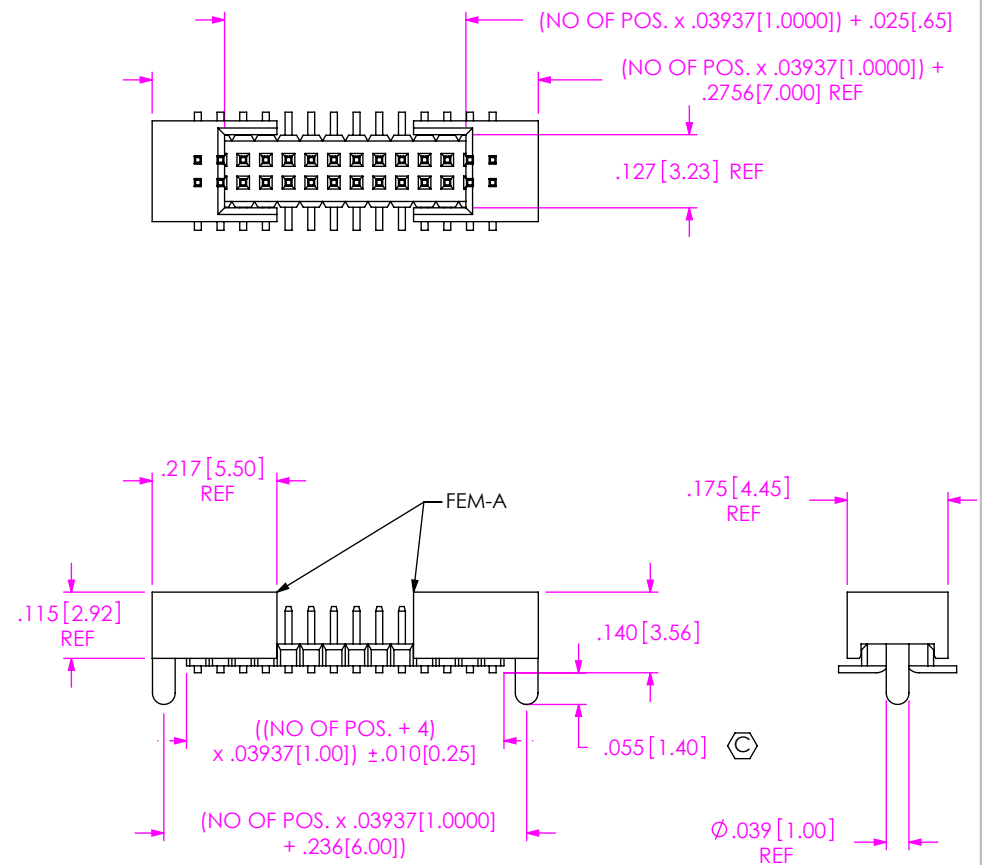 (NO OF POS. x .03937[1.0000]) + .025[.65]
(NO OF POS. x .03937[1.0000]) +
.2756[7.000] REF
.127 [3.23] REF
.217 [5.50]
REF
FEM-A
.175 [4.45]
REF
.115 [2.92]
REF
.140 [3.56]
((NO OF POS. + 4)
x .03937[1.00]) ±.010[0.25]
.055 [1.40] C
(NO OF POS. x .03937[1.0000]
+ .236[6.00])
Ø.039 [1.00]
REF